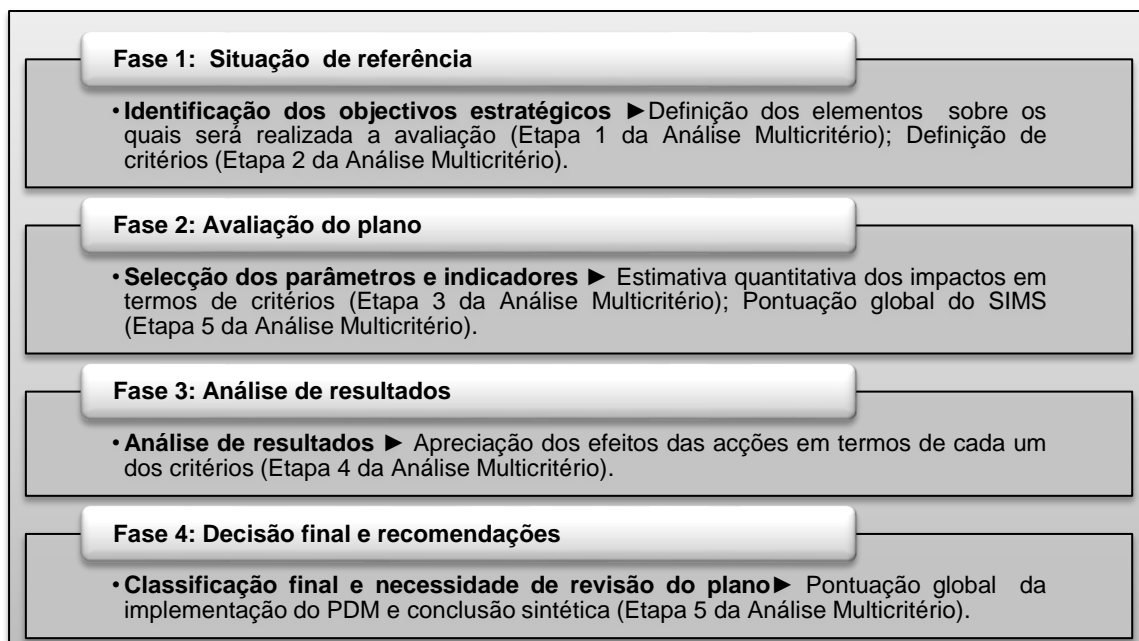 Fase 1: Situação de referência
•Identificação dos objectivos estratégicos ►Definição dos elementos sobre os
quais será realizada a avaliação (Etapa 1 da Análise Multicritério); Definição de
critérios (Etapa 2 da Análise Multicritério).
Fase 2: Avaliação do plano
•Selecção dos parâmetros e indicadores ► Estimativa quantitativa dos impactos em
termos de critérios (Etapa 3 da Análise Multicritério); Pontuação global do SIMS
(Etapa 5 da Análise Multicritério).
Fase 3: Análise de resultados
•Análise de resultados ► Apreciação dos efeitos das acções em termos de cada um
dos critérios (Etapa 4 da Análise Multicritério).
Fase 4: Decisão final e recomendações
•Classificação final e necessidade de revisão do plano► Pontuação global da
implementação do PDM e conclusão sintética (Etapa 5 da Análise Multicritério).